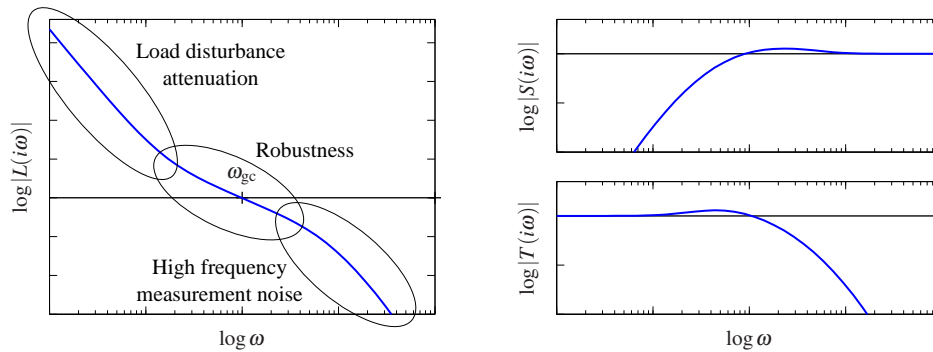 log |L(iω)|
Load disturbance
attenuation
Robustness
ω_gc
High frequency
measurement noise
log ω
log |S(iω)|
log |T(iω)|
log ω